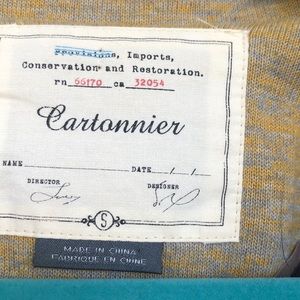 Provisions, Imports,
Conservation and Restoration.
rn 66170 ca 32054
Cartonnier
NAME DATE / /
DIRECTOR DESIGNER
S
MADE IN CHINA
FABRIQUÉ EN CHINE